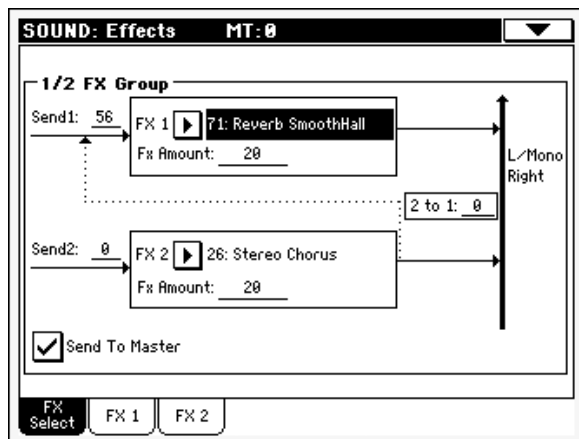 SOUND: Effects MT:0
1/2 FX Group
Send1: 56
FX 1 71: Reverb SmoothHall
Fx Amount: 20
L/Mono
Right
2 to 1: 0
Send2: 0
FX 2 26: Stereo Chorus
Fx Amount: 20
Send To Master
FX Select FX 1 FX 2